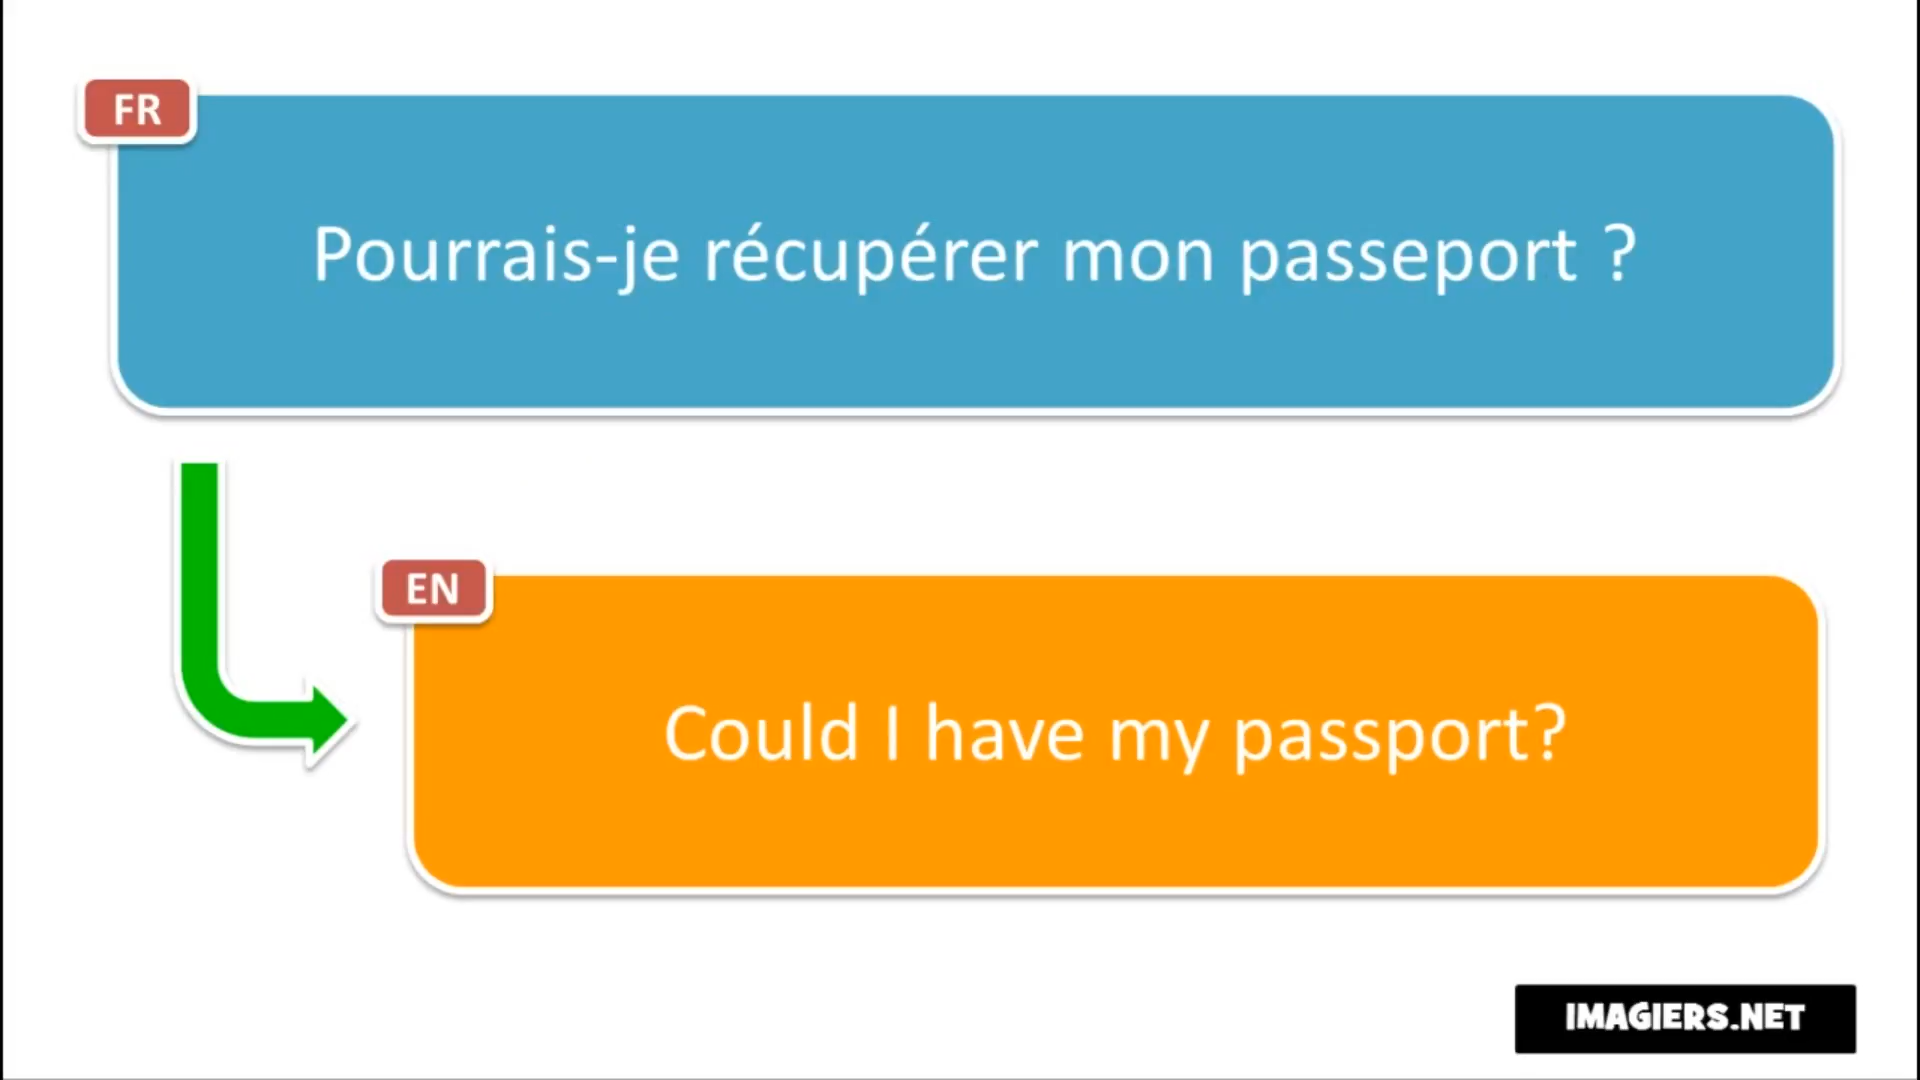 FR
Pourrais-je récupérer mon passeport ?
EN
Could I have my passport?
IMAGIERS.NET